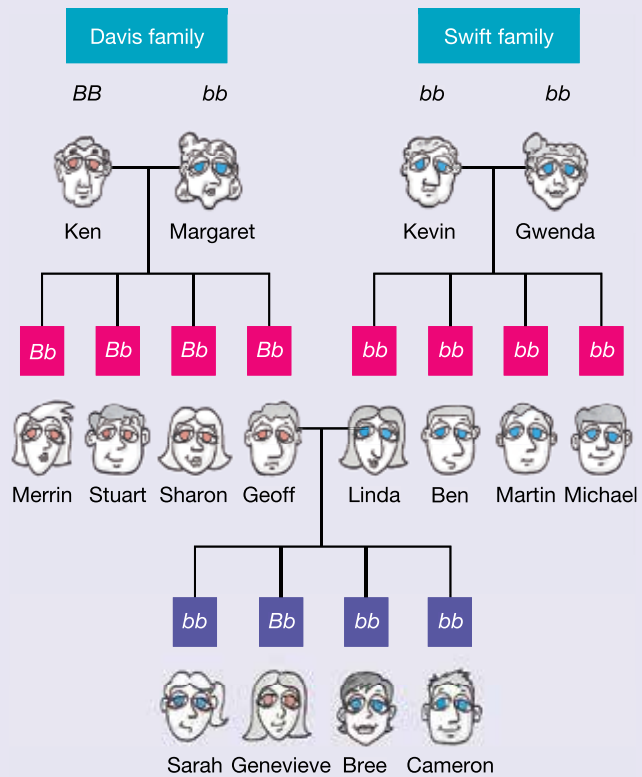 Davis family
Swift family
BB bb bb bb
Ken Margaret Kevin Gwenda
Bb Bb Bb Bb bb bb bb bb
Merrin Stuart Sharon Geoff Linda Ben Martin Michael
bb Bb bb bb
Sarah Genevieve Bree Cameron